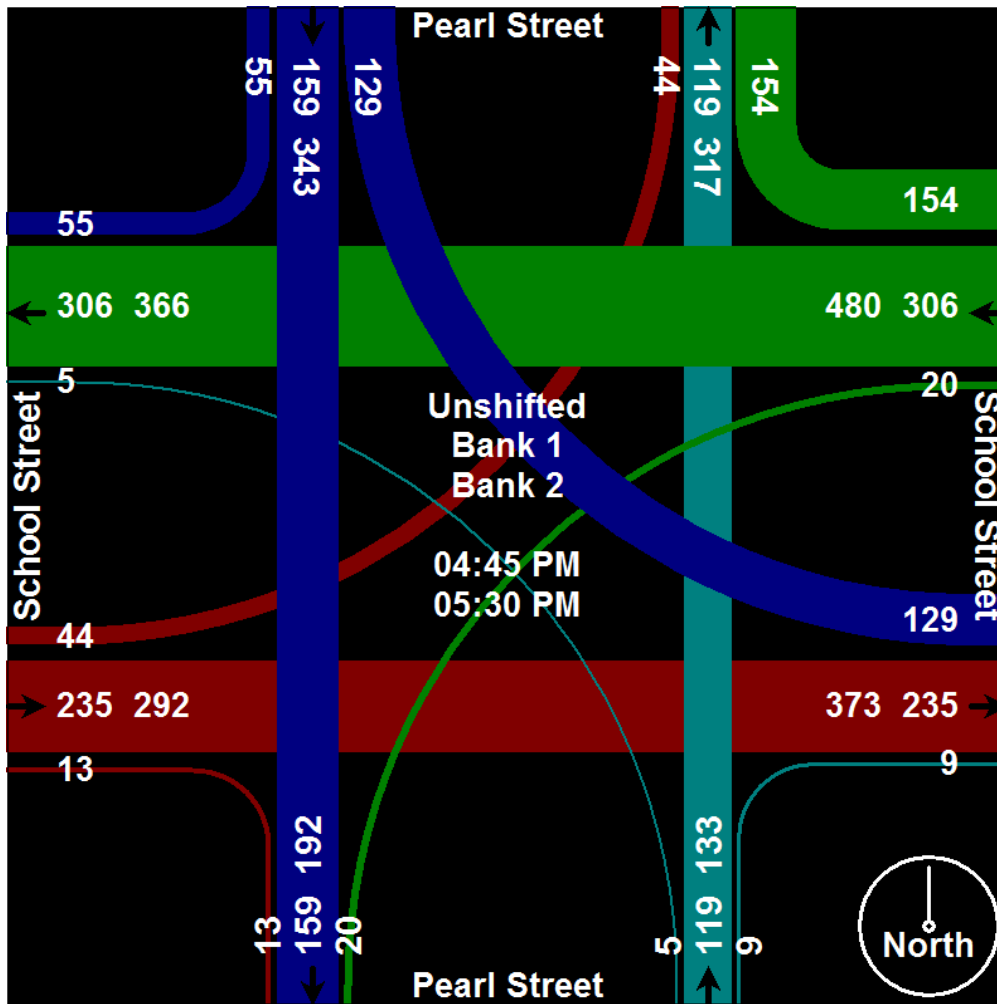 Pearl Street
55
159 343
129
44
119 317
154
55
154
306 366
480 306
5
20
School Street
School Street
Unshifted
Bank 1
Bank 2
04:45 PM
05:30 PM
44
129
235 292
373 235
13
9
13
159 192
20
5
119 133
9
North
Pearl Street